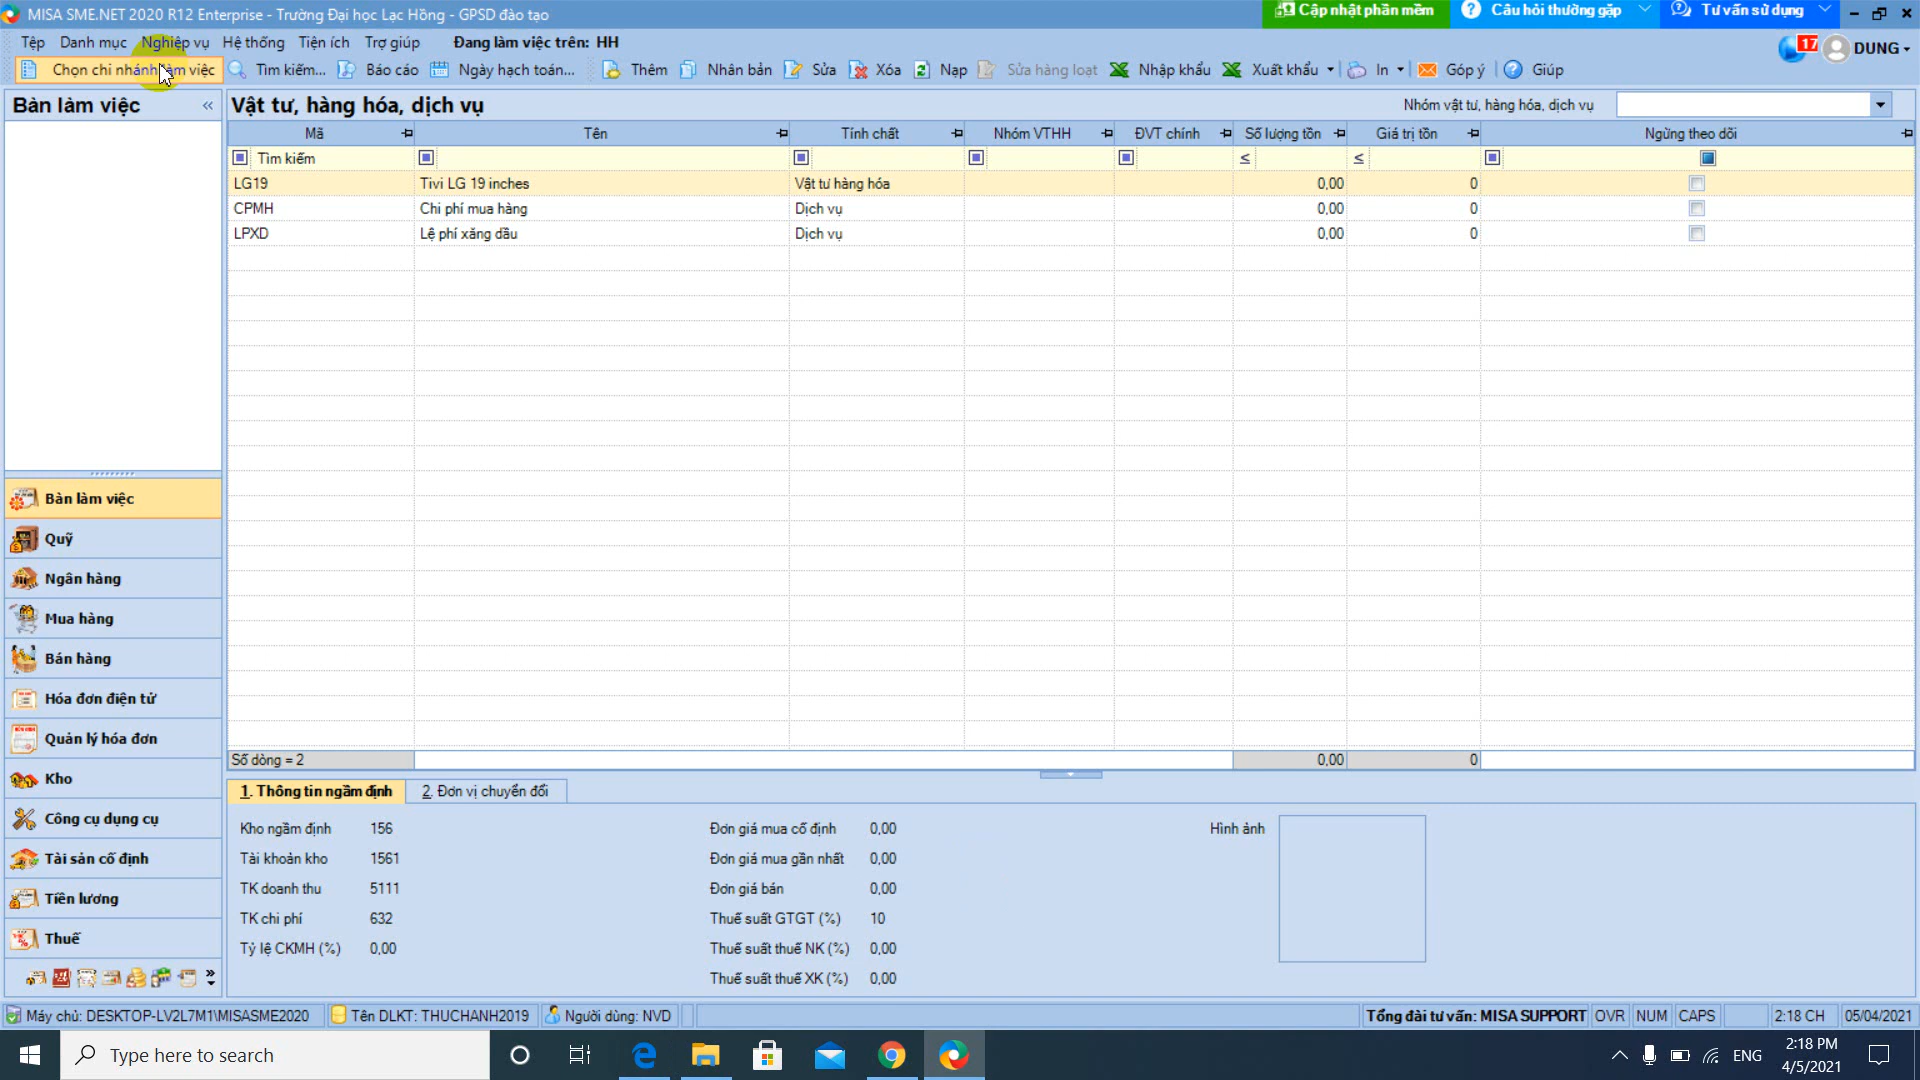 MISA SME.NET 2020 R12 Enterprise - Trường Đại học Lạc Hồng - GPSD đào tạo
Cập nhật phần mềm
Câu hỏi thường gặp
Tư vấn sử dụng
Tệp Danh mục Nghiệp vụ Hệ thống Tiện ích Trợ giúp Đang làm việc trên: HH
17 DUNG
Chọn chi nhánh làm việc Tìm kiếm... Báo cáo Ngày hạch toán... Thêm Nhân bản Sửa Xóa Nạp Sửa hàng loạt Nhập khẩu Xuất khẩu In Góp ý Giúp
Bàn làm việc «
Vật tư, hàng hóa, dịch vụ
Nhóm vật tư, hàng hóa, dịch vụ
Mã Tên Tính chất Nhóm VTHH ĐVT chính Số lượng tồn Giá trị tồn Ngừng theo dõi
Tìm kiếm ≤ ≤
LG19 Tivi LG 19 inches Vật tư hàng hóa 0,00 0
CPMH Chi phí mua hàng Dịch vụ 0,00 0
LPXD Lệ phí xăng dầu Dịch vụ 0,00 0
Số dòng = 2 0,00 0
Bàn làm việc
Quỹ
Ngân hàng
Mua hàng
Bán hàng
Hóa đơn điện tử
Quản lý hóa đơn
Kho
Công cụ dụng cụ
Tài sản cố định
Tiền lương
Thuế
1. Thông tin ngầm định 2. Đơn vị chuyển đổi
Kho ngầm định 156 Đơn giá mua cố định 0,00 Hình ảnh
Tài khoản kho 1561 Đơn giá mua gần nhất 0,00
TK doanh thu 5111 Đơn giá bán 0,00
TK chi phí 632 Thuế suất GTGT (%) 10
Tỷ lệ CKMH (%) 0,00 Thuế suất thuế NK (%) 0,00
Thuế suất thuế XK (%) 0,00
Máy chủ: DESKTOP-LV2L7M1\MISASME2020 Tên DLKT: THUCHANH2019 Người dùng: NVD Tổng đài tư vấn: MISA SUPPORT OVR NUM CAPS 2:18 CH 05/04/2021
Type here to search
ENG
2:18 PM
4/5/2021